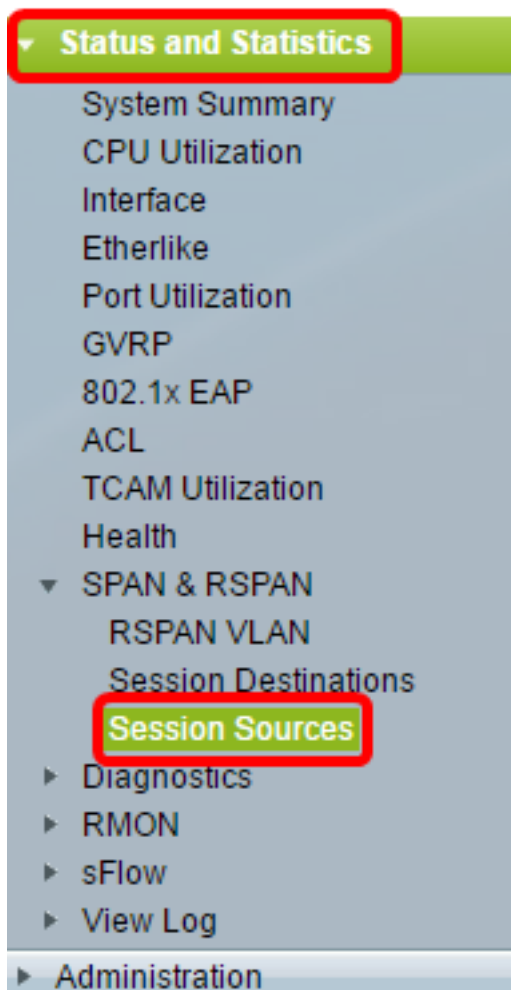 Status and Statistics
System Summary
CPU Utilization
Interface
Etherlike
Port Utilization
GVRP
802.1x EAP
ACL
TCAM Utilization
Health
SPAN & RSPAN
RSPAN VLAN
Session Destinations
Session Sources
Diagnostics
RMON
sFlow
View Log
Administration